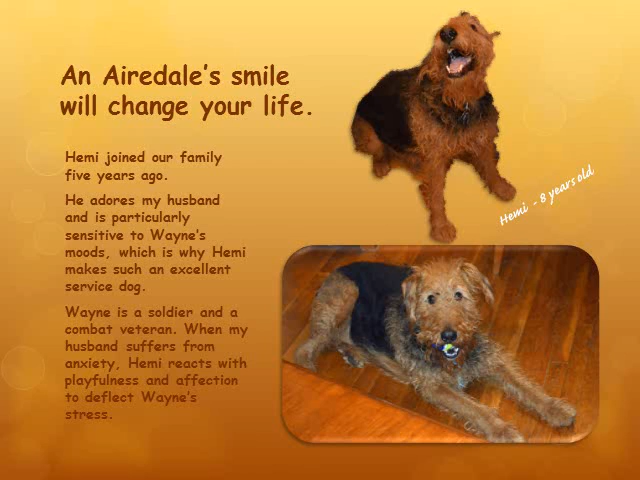 An Airedale's smile
will change your life.
Hemi joined our family
five years ago.
He adores my husband
and is particularly
sensitive to Wayne's
moods, which is why Hemi
makes such an excellent
service dog.
Wayne is a soldier and a
combat veteran. When my
husband suffers from
anxiety, Hemi reacts with
playfulness and affection
to deflect Wayne's
stress.
Hemi - 8 years old